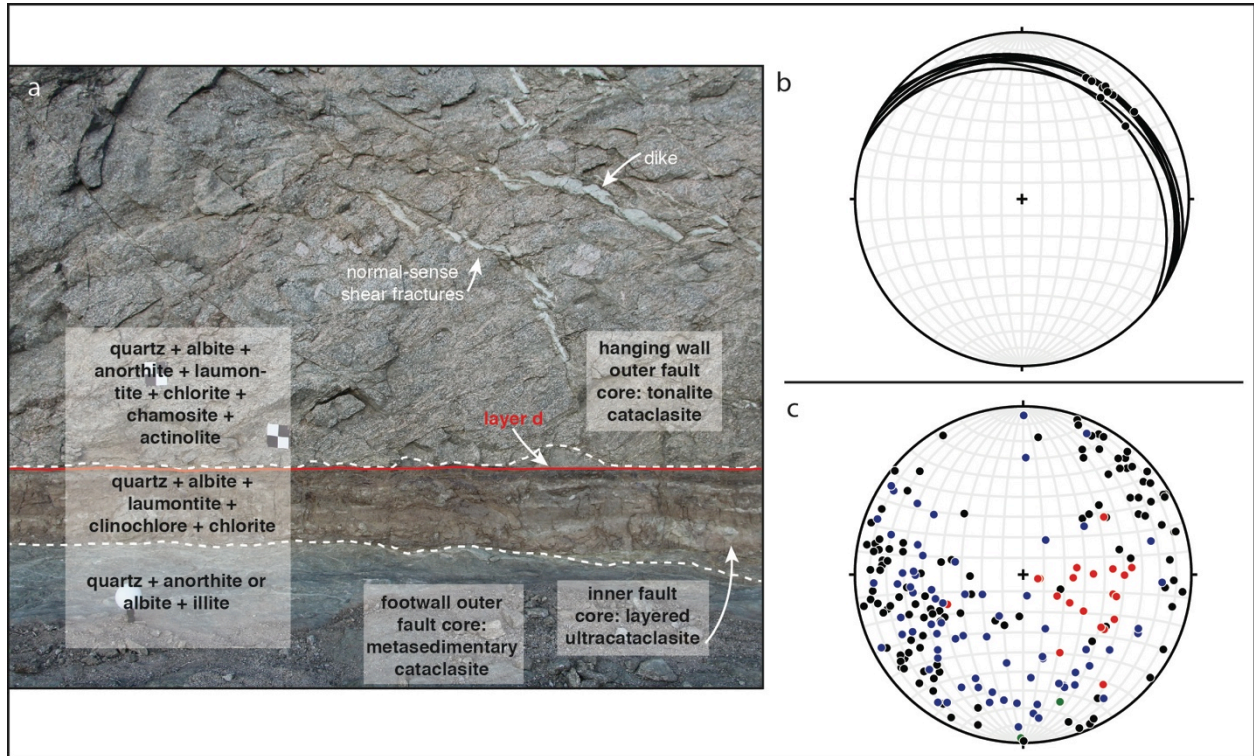 a
dike
normal-sense
shear fractures
quartz + albite +
anorthite + laumon-
tite + chlorite +
chamosite +
actinolite
hanging wall
outer fault
core: tonalite
cataclasite
layer d
quartz + albite +
laumontite +
clinochlore + chlorite
quartz + anorthite or
albite + illite
footwall outer
fault core:
metasedimentary
cataclasite
inner fault
core: layered
ultracataclasite
b
c